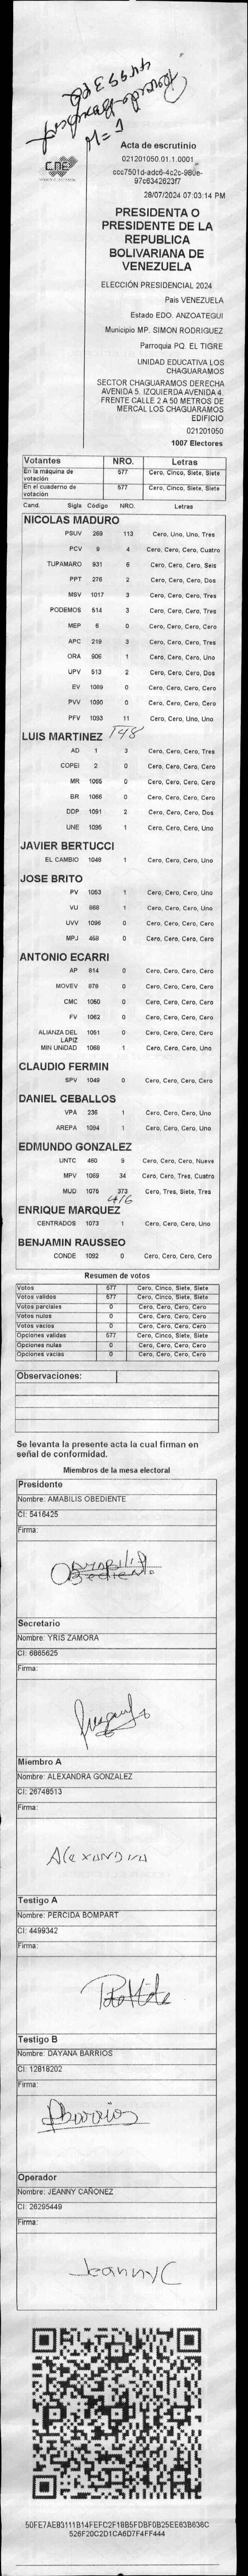 M=1
CNE
Acta de escrutinio
021201050.01.1.0001
ccc7501d-adc6-4c2c-980e-
97c6342623f7
28/07/2024 07:03:14 PM
PRESIDENTA O
PRESIDENTE DE LA
REPUBLICA
BOLIVARIANA DE
VENEZUELA
ELECCIÓN PRESIDENCIAL 2024
País VENEZUELA
Estado EDO. ANZOATEGUI
Municipio MP. SIMON RODRIGUEZ
Parroquia PQ. EL TIGRE
UNIDAD EDUCATIVA LOS
CHAGUARAMOS
SECTOR CHAGUARAMOS DERECHA
AVENIDA 5. IZQUIERDA AVENIDA 4.
FRENTE CALLE 2 A 50 METROS DE
MERCAL LOS CHAGUARAMOS
EDIFICIO
021201050
1007 Electores
Votantes NRO. Letras
En la máquina de votación 577 Cero, Cinco, Siete, Siete
En el cuaderno de votación 577 Cero, Cinco, Siete, Siete
Cand. Sigla Código NRO. Letras
NICOLAS MADURO
PSUV 269 113 Cero, Uno, Uno, Tres
PCV 9 4 Cero, Cero, Cero, Cuatro
TUPAMARO 931 6 Cero, Cero, Cero, Seis
PPT 276 2 Cero, Cero, Cero, Dos
MSV 1017 3 Cero, Cero, Cero, Tres
PODEMOS 514 3 Cero, Cero, Cero, Tres
MEP 6 0 Cero, Cero, Cero, Cero
APC 219 3 Cero, Cero, Cero, Tres
ORA 906 1 Cero, Cero, Cero, Uno
UPV 513 2 Cero, Cero, Cero, Dos
EV 1089 0 Cero, Cero, Cero, Cero
PVV 1090 0 Cero, Cero, Cero, Cero
PFV 1093 11 Cero, Cero, Uno, Uno
148
LUIS MARTINEZ
AD 1 3 Cero, Cero, Cero, Tres
COPEI 2 0 Cero, Cero, Cero, Cero
MR 1065 0 Cero, Cero, Cero, Cero
BR 1066 0 Cero, Cero, Cero, Cero
DDP 1091 2 Cero, Cero, Cero, Dos
UNE 1095 1 Cero, Cero, Cero, Uno
JAVIER BERTUCCI
EL CAMBIO 1048 1 Cero, Cero, Cero, Uno
JOSE BRITO
PV 1053 1 Cero, Cero, Cero, Uno
VU 868 1 Cero, Cero, Cero, Uno
UVV 1096 0 Cero, Cero, Cero, Cero
MPJ 458 0 Cero, Cero, Cero, Cero
ANTONIO ECARRI
AP 814 0 Cero, Cero, Cero, Cero
MOVEV 879 0 Cero, Cero, Cero, Cero
CMC 1060 0 Cero, Cero, Cero, Cero
FV 1062 0 Cero, Cero, Cero, Cero
ALIANZA DEL LÁPIZ 1051 0 Cero, Cero, Cero, Cero
MIN UNIDAD 1068 1 Cero, Cero, Cero, Uno
CLAUDIO FERMIN
SPV 1049 0 Cero, Cero, Cero, Cero
DANIEL CEBALLOS
VPA 236 1 Cero, Cero, Cero, Uno
AREPA 1094 1 Cero, Cero, Cero, Uno
EDMUNDO GONZALEZ
UNTC 460 9 Cero, Cero, Cero, Nueve
MPV 1069 34 Cero, Cero, Tres, Cuatro
MUD 1075 373 Cero, Tres, Siete, Tres
416
ENRIQUE MARQUEZ
CENTRADOS 1073 1 Cero, Cero, Cero, Uno
BENJAMIN RAUSSEO
CONDE 1092 0 Cero, Cero, Cero, Cero
Resumen de votos
Votos 577 Cero, Cinco, Siete, Siete
Votos validos 577 Cero, Cinco, Siete, Siete
Votos parciales 0 Cero, Cero, Cero, Cero
Votos nulos 0 Cero, Cero, Cero, Cero
Votos vacios 0 Cero, Cero, Cero, Cero
Opciones validas 577 Cero, Cinco, Siete, Siete
Opciones nulas 0 Cero, Cero, Cero, Cero
Opciones vacias 0 Cero, Cero, Cero, Cero
Observaciones:
Se levanta la presente acta la cual firman en
señal de conformidad.
Miembros de la mesa electoral
Presidente
Nombre: AMABILIS OBEDIENTE
CI: 5416425
Firma:
Amabilis
Obediente
Secretario
Nombre: YRIS ZAMORA
CI: 6865625
Firma:
Miembro A
Nombre: ALEXANDRA GONZALEZ
CI: 26748513
Firma:
Alexandra
Testigo A
Nombre: PERCIDA BOMPART
CI: 4499342
Firma:
Testigo B
Nombre: DAYANA BARRIOS
CI: 12818202
Firma:
DBarrios
Operador
Nombre: JEANNY CAÑONEZ
CI: 26295449
Firma:
Jeanny C
50FE7AEB3111B14FEFC2F18B5FDBF0B25EE83B636C
526F20C2D1CA6D7F4FF444